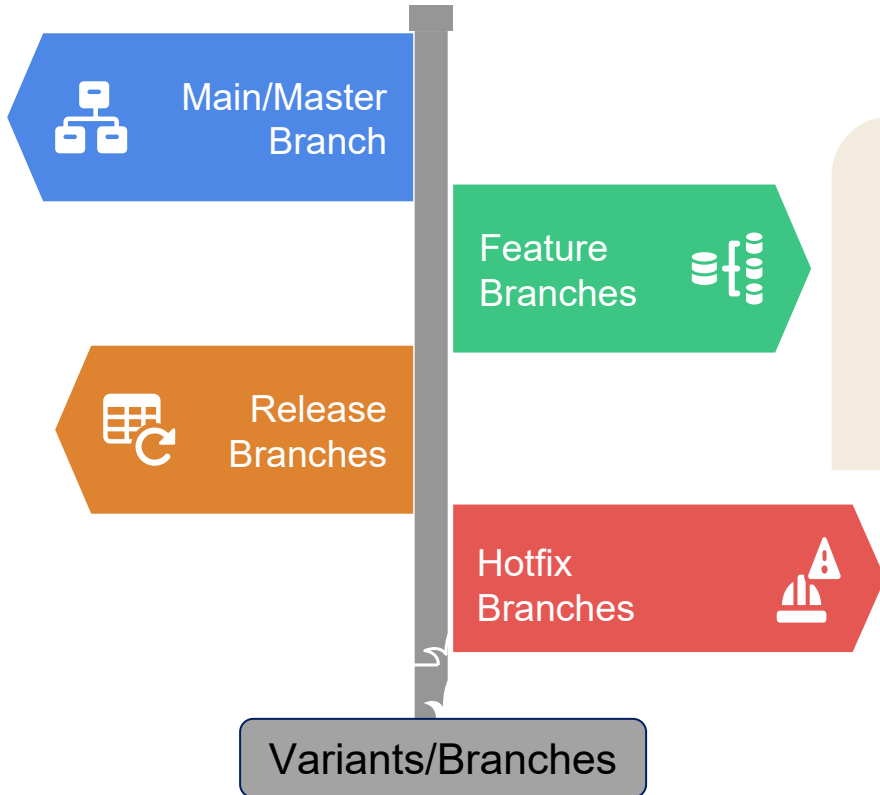 Main/Master
Branch
Feature
Branches
Release
Branches
Hotfix
Branches
Variants/Branches